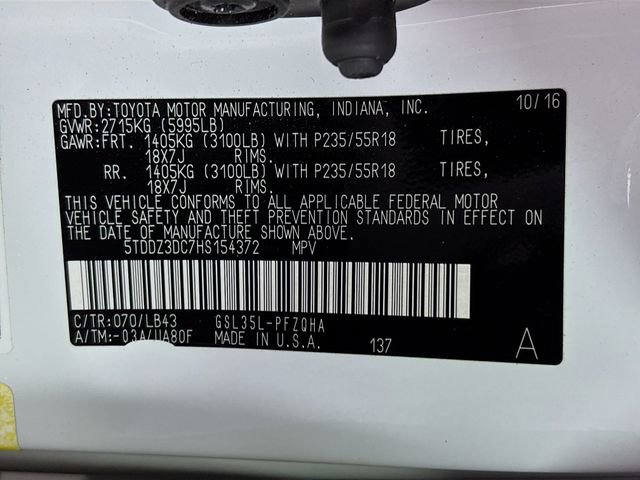 MFD.BY:TOYOTA MOTOR MANUFACTURING, INDIANA, INC. 10/16
GVWR:2715KG (5995LB)
GAWR:FRT. 1405KG (3100LB) WITH P235/55R18 TIRES,
18X7J RIMS.
RR. 1405KG (3100LB) WITH P235/55R18 TIRES,
18X7J RIMS.
THIS VEHICLE CONFORMS TO ALL APPLICABLE FEDERAL MOTOR
VEHICLE SAFETY AND THEFT PREVENTION STANDARDS IN EFFECT ON
THE DATE OF MANUFACTURE SHOWN ABOVE.
5TDDZ3DC7HS154372 MPV
C/TR:070/LB43 GSL35L-PFZQHA
A/TM:-03A/UA80F MADE IN U.S.A. 137 A